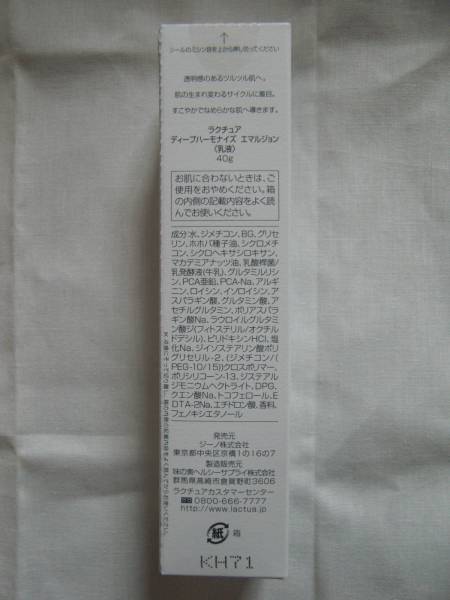 ↑
シールのミシン目を上から押し切ってください
透明感のあるツルツル肌へ。
肌の生まれ変わるサイクルに着目。
すこやかでなめらかな肌へ導きます。
ラクチュア
ディープハーモナイズ エマルジョン
(乳液)
40g
お肌に合わないときは、ご
使用をおやめください。箱
の内側の記載内容をよく読
んでお使いください。
成分:水、ジメチコン、BG、グリセ
リン、ホホバ種子油、シクロメチ
コン、シクロヘキサシロキサン、
マカデミアナッツ油、乳酸桿菌/
乳発酵液(牛乳)、グルタミルリシ
ン、PCA亜鉛、PCA-Na、アルギ
ニン、ロイシン、イソロイシン、ア
スパラギン酸、グルタミン酸、ア
セチルグルタミン、ポリアスパ
ラギン酸Na、ラウロイルグルタミ
ン酸ジ(フィトステリル/オクチル
ドデシル)、ピリドキシンHCl、塩
化Na、ジイソステアリン酸ポリ
グリセリル-2、(ジメチコン/(
PEG-10/15))クロスポリマー、
ポリシリコーン-13、ジステアル
ジモニウムヘクトライト、DPG、
クエン酸Na、トコフェロール、E
DTA-2Na、エチドロン酸、香料、
フェノキシエタノール
発売元
ジーノ株式会社
東京都中央区京橋1の16の7
製造販売元
味の素ヘルシーサプライ株式会社
群馬県高崎市倉賀野町3606
ラクチュアカスタマーセンター
0800-666-7777
http://www.lactua.jp
紙 箱
KH71